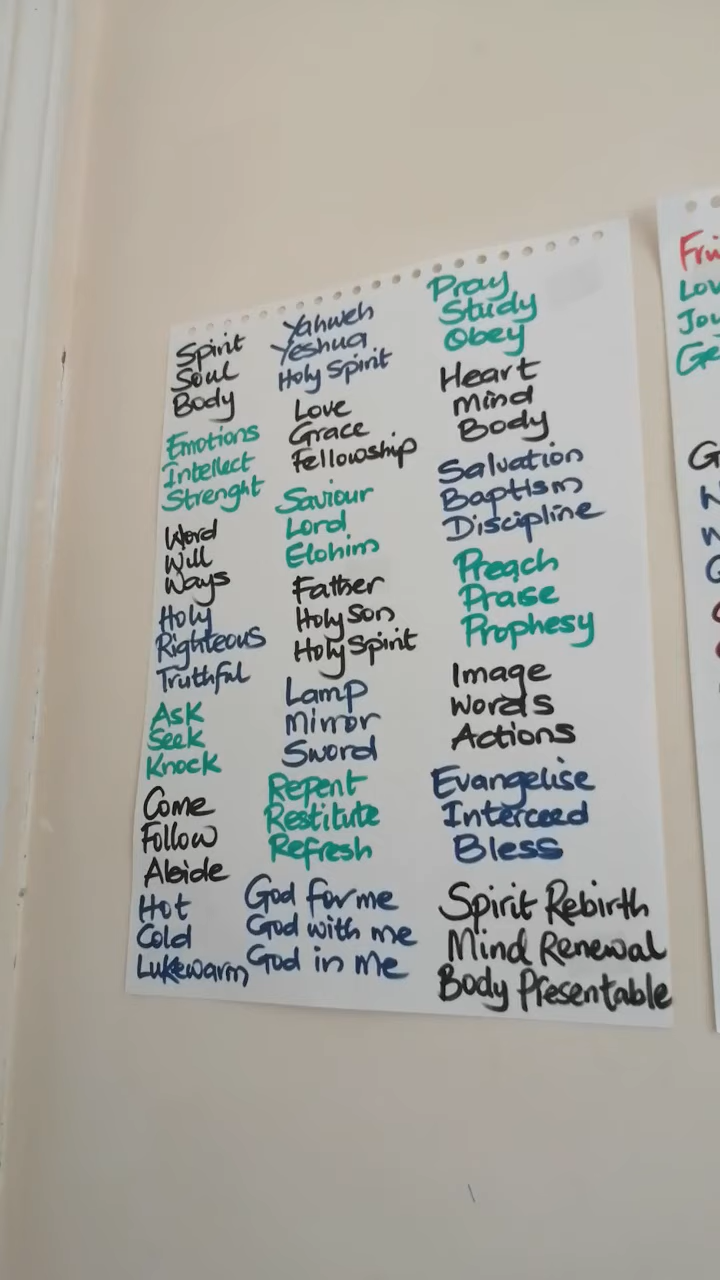 Spirit
Soul
Body
Emotions
Intellect
Strenght
Word
Will
Ways
Holy
Righteous
Truthful
Ask
Seek
Knock
Come
Follow
Abide
Hot
Cold
Lukewarm
Yahweh
Yeshua
Holy Spirit
Love
Grace
Fellowship
Saviour
Lord
Elohim
Father
Holy Son
Holy Spirit
Lamp
Mirror
Sword
Repent
Restitute
Refresh
God for me
God with me
God in me
Pray
Study
Obey
Heart
Mind
Body
Salvation
Baptism
Discipline
Preach
Praise
Prophesy
Image
Words
Actions
Evangelise
Interceed
Bless
Spirit Rebirth
Mind Renewal
Body Presentable